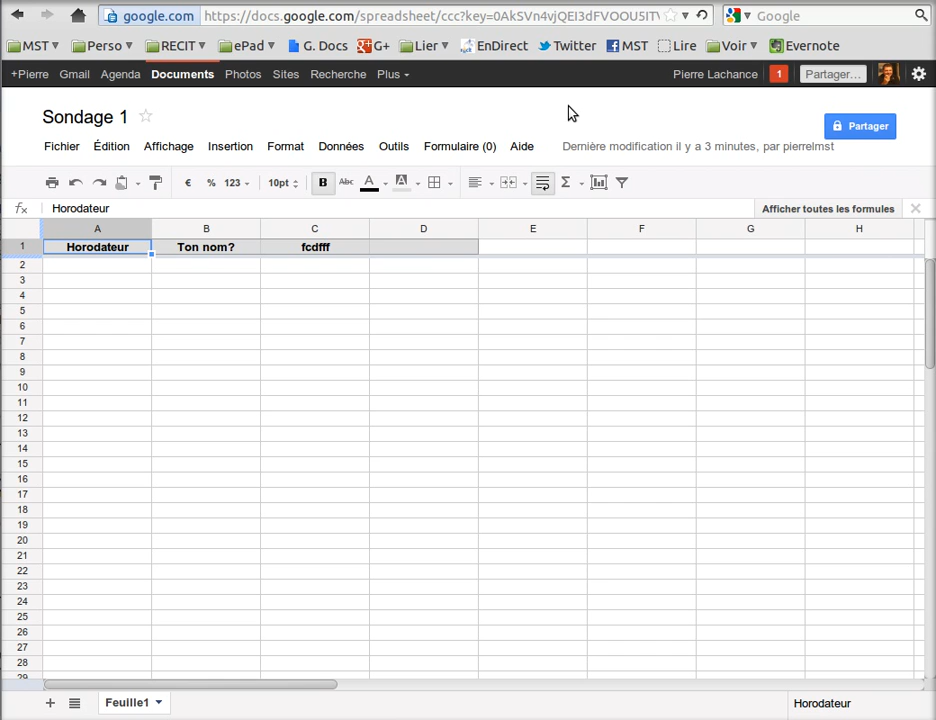 google.com https://docs.google.com/spreadsheet/ccc?key=0AkSVn4vjQEI3dFVOOU5ITV Google
MST Perso RECIT ePad G. Docs G+ Lier EnDirect Twitter MST Lire Voir Evernote
+Pierre Gmail Agenda Documents Photos Sites Recherche Plus Pierre Lachance 1 Partager…
Sondage 1
Partager
Fichier Édition Affichage Insertion Format Données Outils Formulaire (0) Aide Dernière modification il y a 3 minutes, par pierrelmst
€ % 123 10pt B Abc A A Σ
fx Horodateur Afficher toutes les formules
A B C D E F G H
1 Horodateur Ton nom? fcdfff
2
3
4
5
6
7
8
9
10
11
12
13
14
15
16
17
18
19
20
21
22
23
24
25
26
27
28
29
+ Feuille1 Horodateur